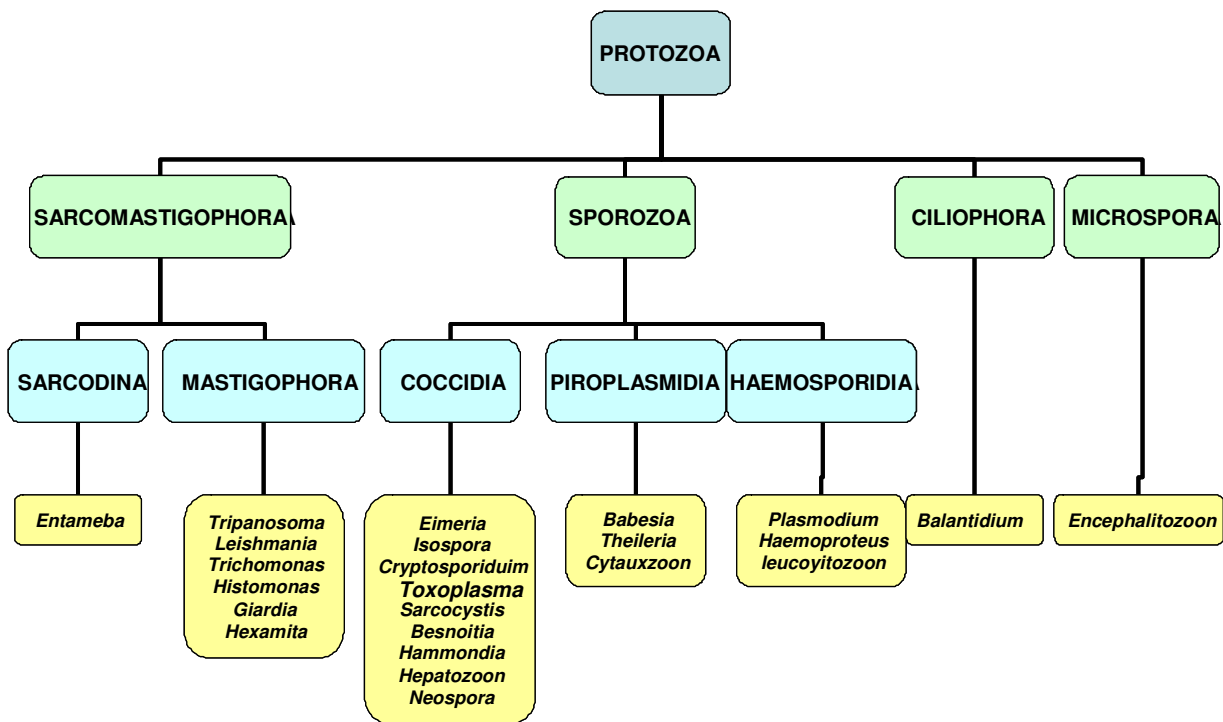 PROTOZOA
SARCOMASTIGOPHORA
SPOROZOA
CILIOPHORA
MICROSPORA
SARCODINA
MASTIGOPHORA
COCCIDIA
PIROPLASMIDIA
HAEMOSPORIDIA
Entameba
Tripanosoma
Leishmania
Trichomonas
Histomonas
Giardia
Hexamita
Eimeria
Isospora
Cryptosporiduim
Toxoplasma
Sarcocystis
Besnoitia
Hammondia
Hepatozoon
Neospora
Babesia
Theileria
Cytauxzoon
Plasmodium
Haemoproteus
leucoyitozoon
Balantidium
Encephalitozoon